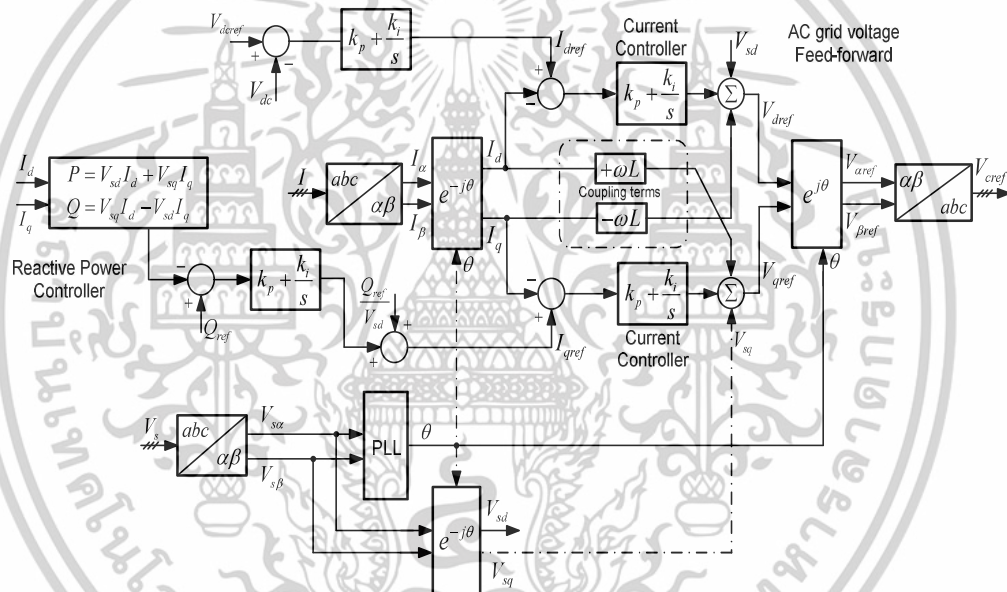 V_dcref
+
−
V_dc
k_p + k_i/s
I_dref
Current
Controller
V_sd
AC grid voltage
Feed-forward
+
−
k_p + k_i/s
Σ
V_dref
I_d
I_q
P = V_sd I_d + V_sq I_q
Q = V_sq I_d − V_sd I_q
I
abc
αβ
I_α
I_β
e^{-jθ}
I_d
I_q
θ
+ωL
Coupling terms
−ωL
e^{jθ}
V_αref
V_βref
θ
αβ
abc
V_cref
Reactive Power
Controller
−
+
Q_ref
k_p + k_i/s
Q_ref/V_sd
+
+
−
+
I_qref
k_p + k_i/s
Current
Controller
Σ
V_qref
V_sq
V_s
abc
αβ
V_sα
V_sβ
PLL
θ
e^{-jθ}
V_sd
V_sq